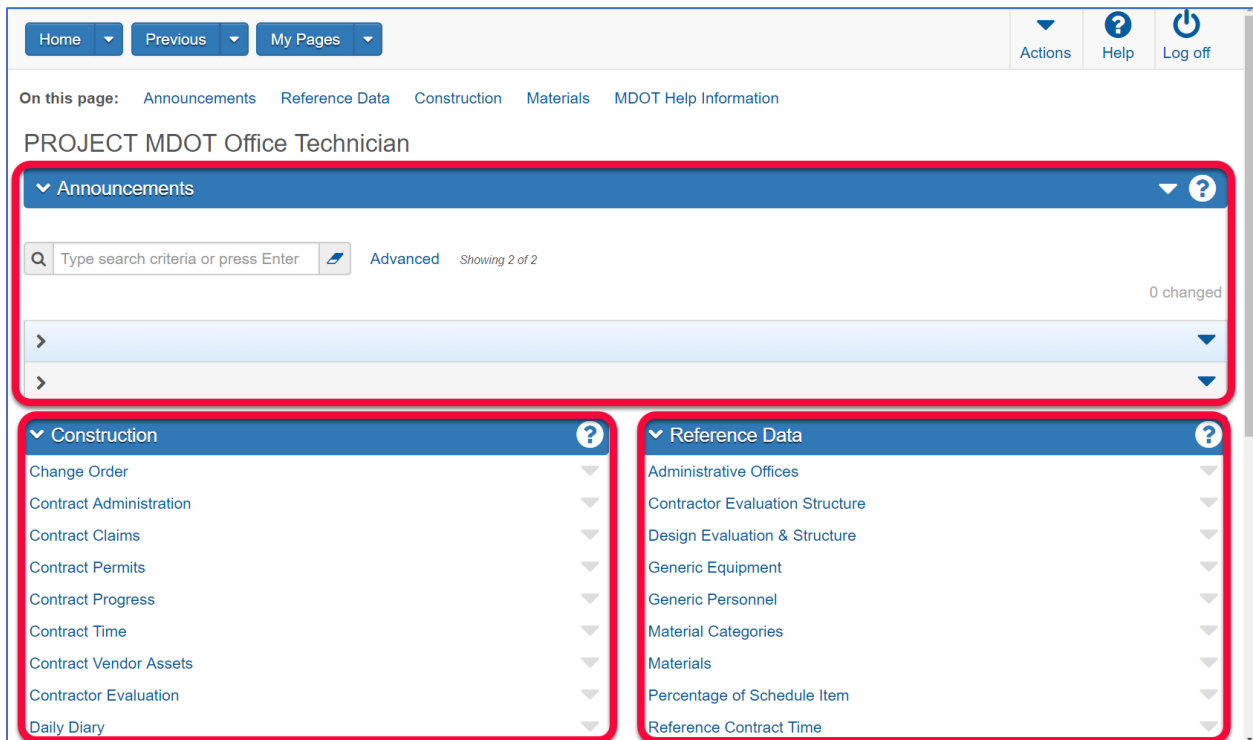 Home Previous My Pages
Actions Help Log off
On this page: Announcements Reference Data Construction Materials MDOT Help Information
PROJECT MDOT Office Technician
Announcements ?
Type search criteria or press Enter Advanced Showing 2 of 2
0 changed
Construction ?
Change Order
Contract Administration
Contract Claims
Contract Permits
Contract Progress
Contract Time
Contract Vendor Assets
Contractor Evaluation
Daily Diary
Reference Data ?
Administrative Offices
Contractor Evaluation Structure
Design Evaluation & Structure
Generic Equipment
Generic Personnel
Material Categories
Materials
Percentage of Schedule Item
Reference Contract Time